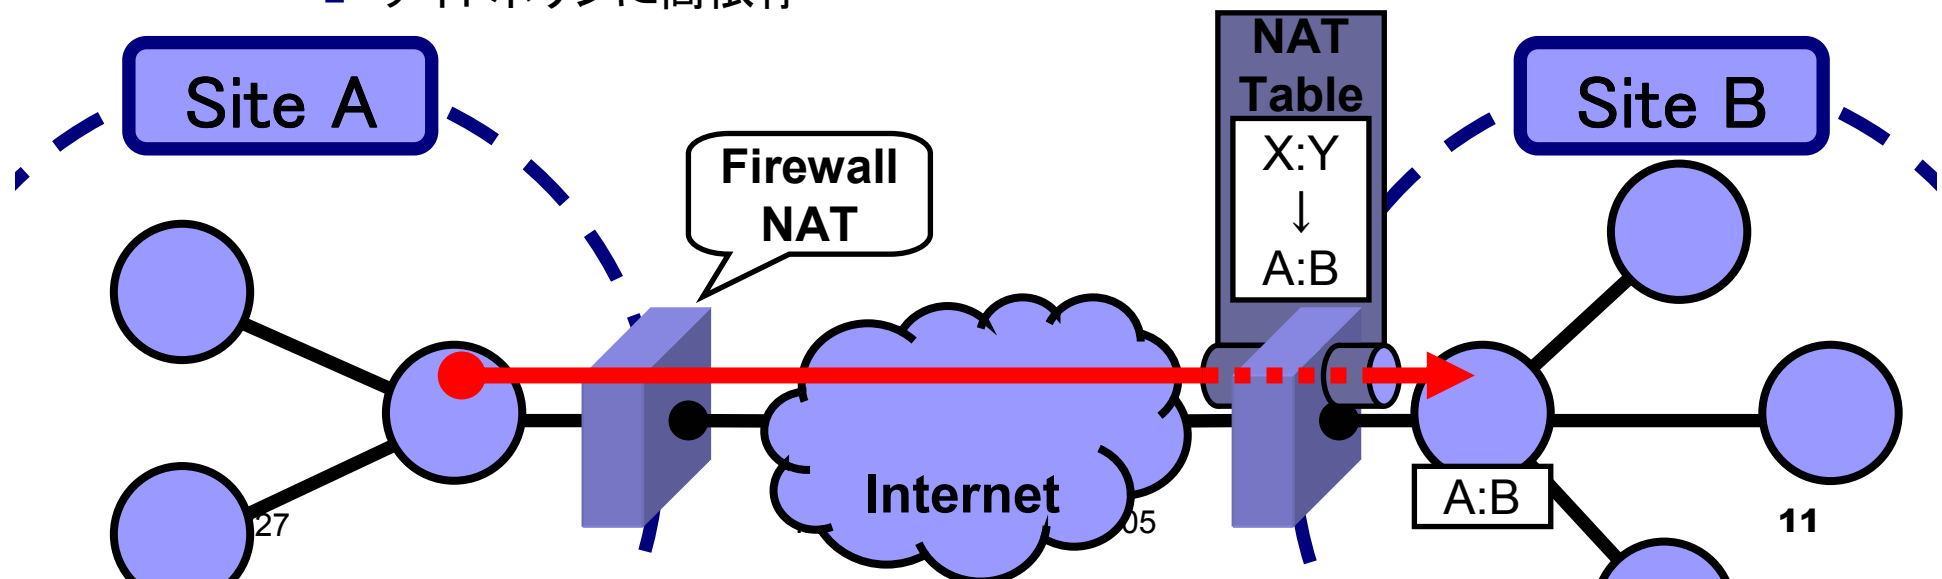 Site A
Firewall
NAT
NAT
Table
X:Y
↓
A:B
Site B
Internet
A:B
27
05
11